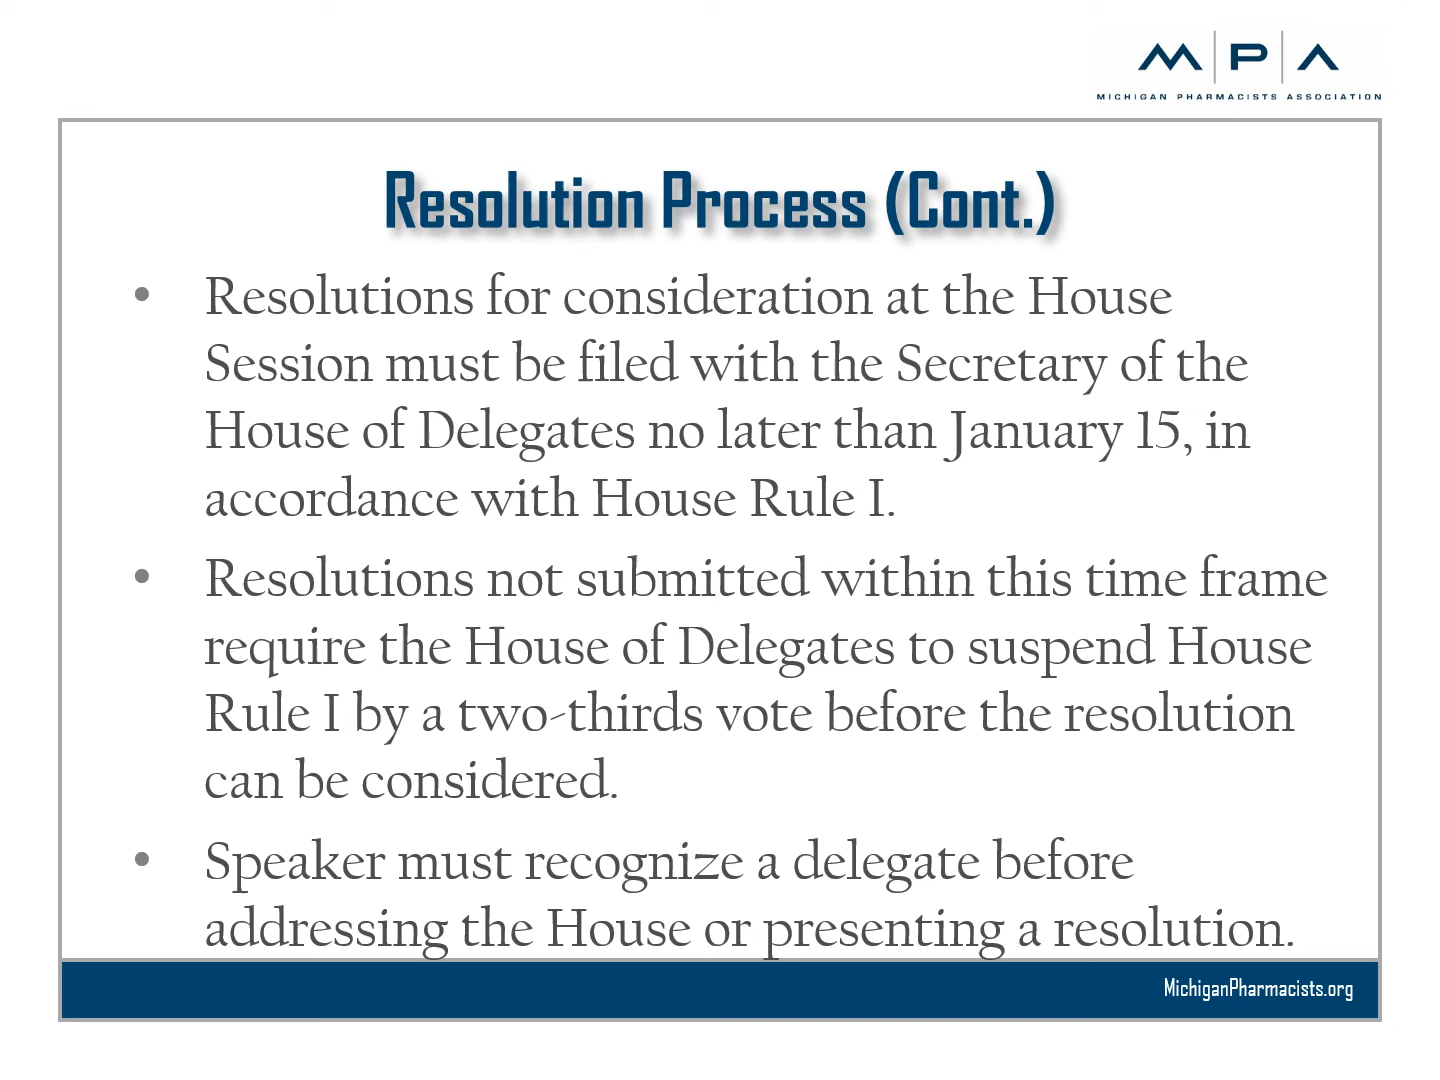 MPA
MICHIGAN PHARMACISTS ASSOCIATION
Resolution Process (Cont.)
• Resolutions for consideration at the House
Session must be filed with the Secretary of the
House of Delegates no later than January 15, in
accordance with House Rule I.
• Resolutions not submitted within this time frame
require the House of Delegates to suspend House
Rule I by a two-thirds vote before the resolution
can be considered.
• Speaker must recognize a delegate before
addressing the House or presenting a resolution.
MichiganPharmacists.org